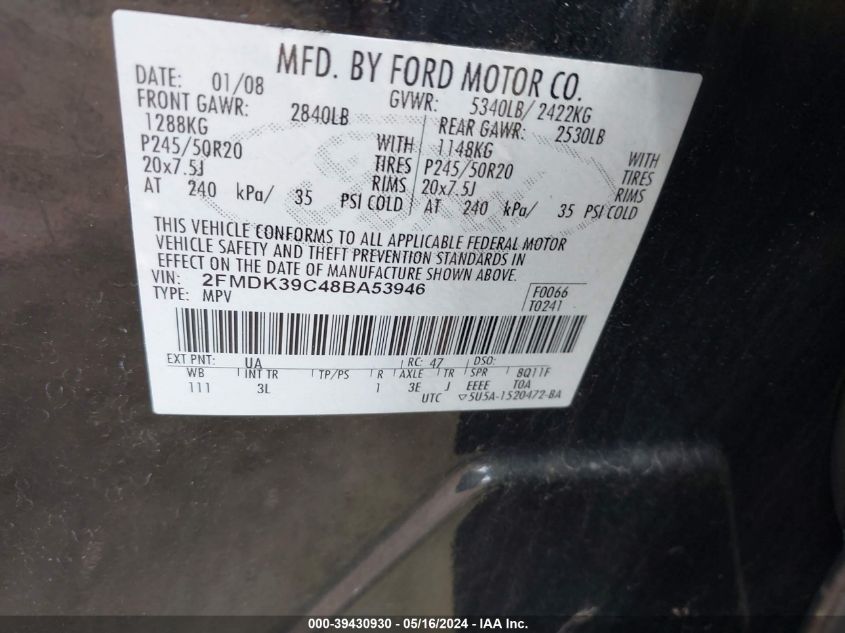 MFD. BY FORD MOTOR CO.
DATE: 01/08 GVWR: 5340LB/ 2422KG
FRONT GAWR: 2840LB REAR GAWR: 2530LB
1288KG WITH 1148KG WITH
P245/50R20 TIRES P245/50R20 TIRES
20x7.5J RIMS 20x7.5J RIMS
AT 240 kPa/ 35 PSI COLD AT 240 kPa/ 35 PSI COLD
THIS VEHICLE CONFORMS TO ALL APPLICABLE FEDERAL MOTOR
VEHICLE SAFETY AND THEFT PREVENTION STANDARDS IN
EFFECT ON THE DATE OF MANUFACTURE SHOWN ABOVE.
VIN: 2FMDK39C48BA53946 F0066
TYPE: MPV T0241
EXT PNT: UA RC: 47 DSO:
WB INT TR TP/PS R AXLE TR SPR 8Q11F
111 3L 1 3E J EEEE T0A
UTC ▽5U5A-1520472-BA
000-39430930 - 05/16/2024 - IAA Inc.